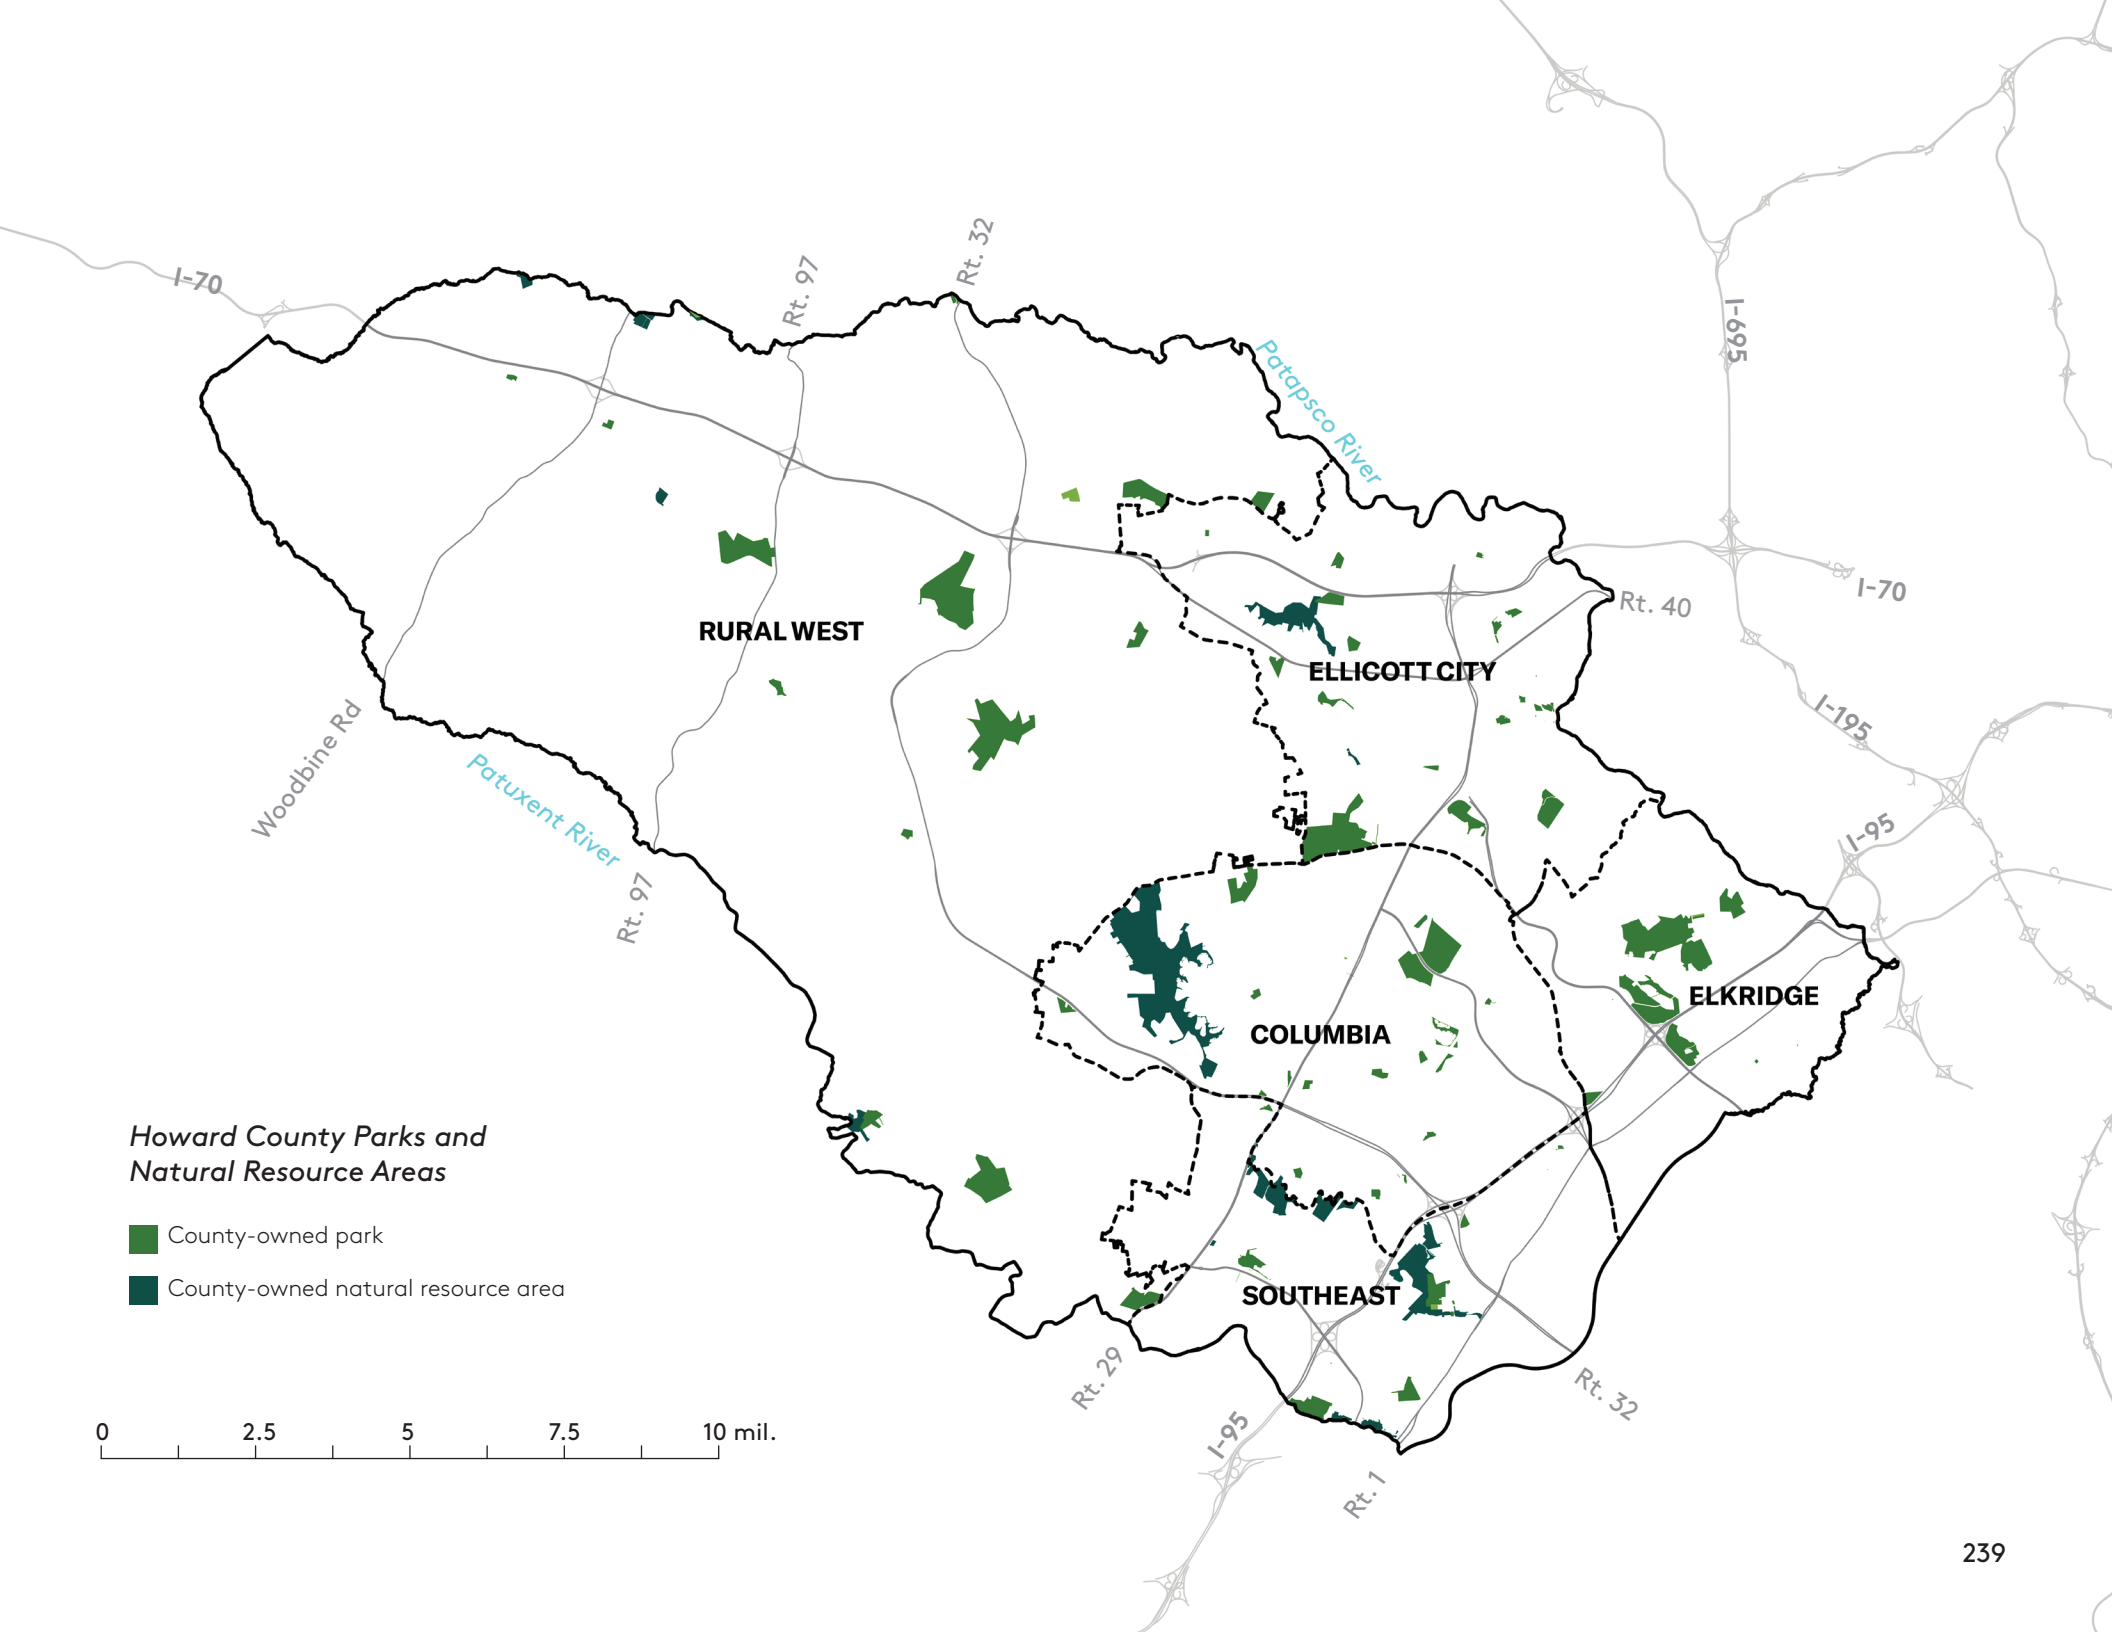 Rt. 32
Rt. 97
I-70
I-695
Patapsco River
I-70
Rt. 40
RURAL WEST
ELLICOTT CITY
I-195
Woodbine Rd
Patuxent River
I-95
Rt. 97
ELKRIDGE
COLUMBIA
Howard County Parks and
Natural Resource Areas
County-owned park
County-owned natural resource area
SOUTHEAST
Rt. 29
Rt. 32
I-95
0 2.5 5 7.5 10 mil.
Rt. 1
239